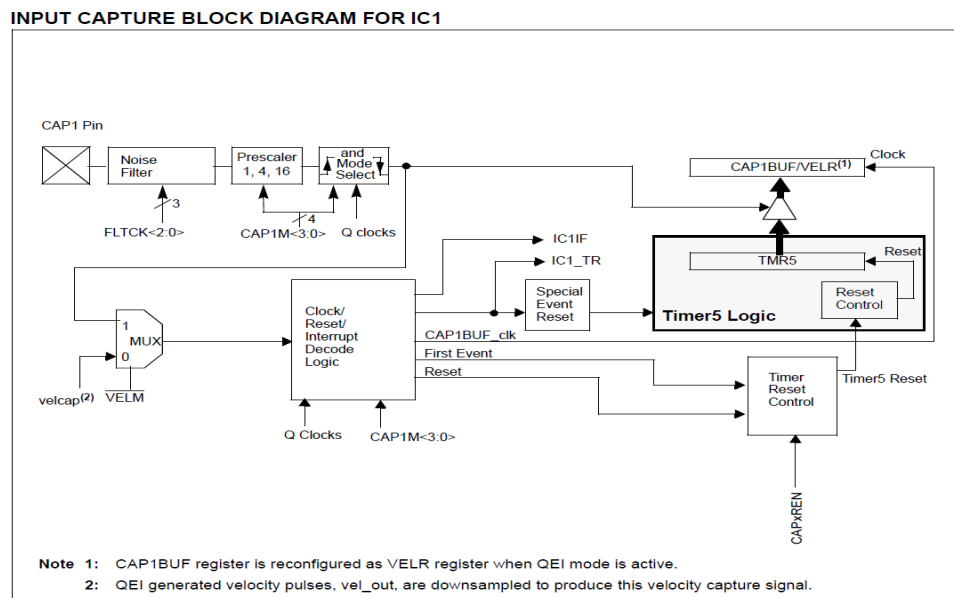 INPUT CAPTURE BLOCK DIAGRAM FOR IC1
CAP1 Pin
Noise
Filter
Prescaler
1, 4, 16
and
Mode
Select
3
FLTCK<2:0>
4
CAP1M<3:0>
Q clocks
CAP1BUF/VELR(1)
Clock
TMR5
Reset
Reset
Control
Timer5 Logic
IC1IF
IC1_TR
Special
Event
Reset
1
MUX
0
velcap(2)
VELM
Clock/
Reset/
Interrupt
Decode
Logic
CAP1BUF_clk
First Event
Reset
Q Clocks
CAP1M<3:0>
Timer
Reset
Control
Timer5 Reset
CAPxREN
Note 1: CAP1BUF register is reconfigured as VELR register when QEI mode is active.
2: QEI generated velocity pulses, vel_out, are downsampled to produce this velocity capture signal.